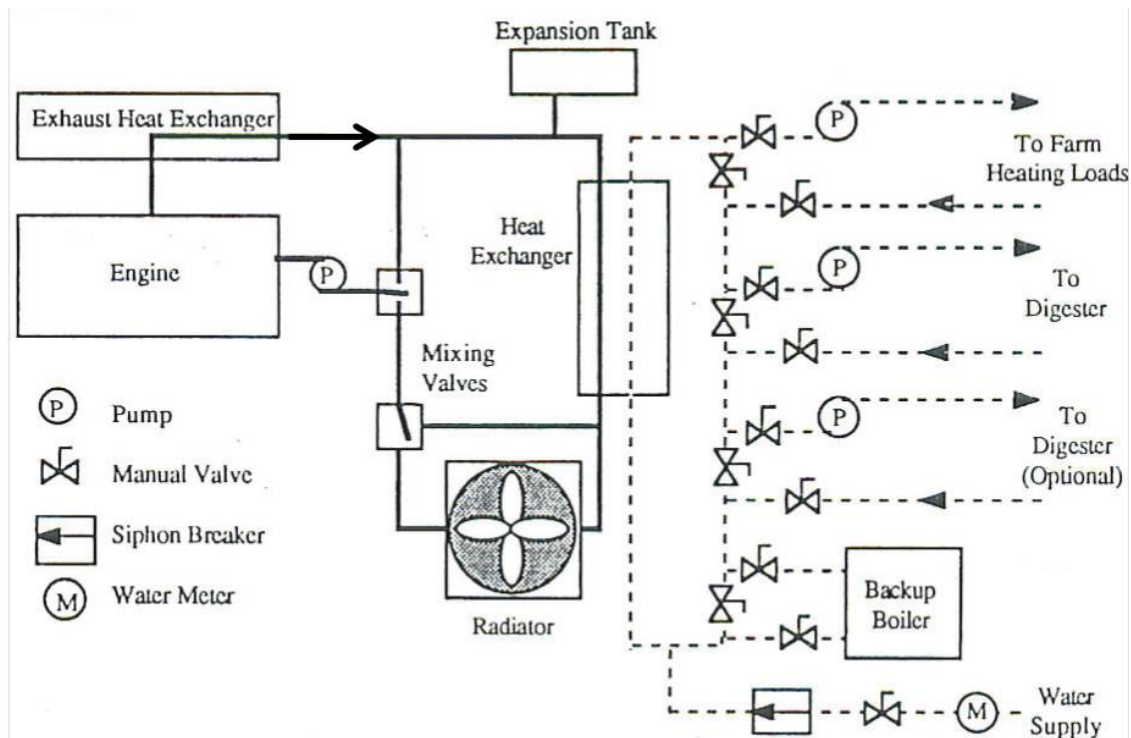 Expansion Tank
Exhaust Heat Exchanger
P
To Farm
Heating Loads
Heat
Exchanger
Engine
P
P
To
Digester
Mixing
Valves
P
Pump
P
To
Digester
(Optional)
Manual Valve
Siphon Breaker
M
Water Meter
Radiator
Backup
Boiler
M
Water
Supply